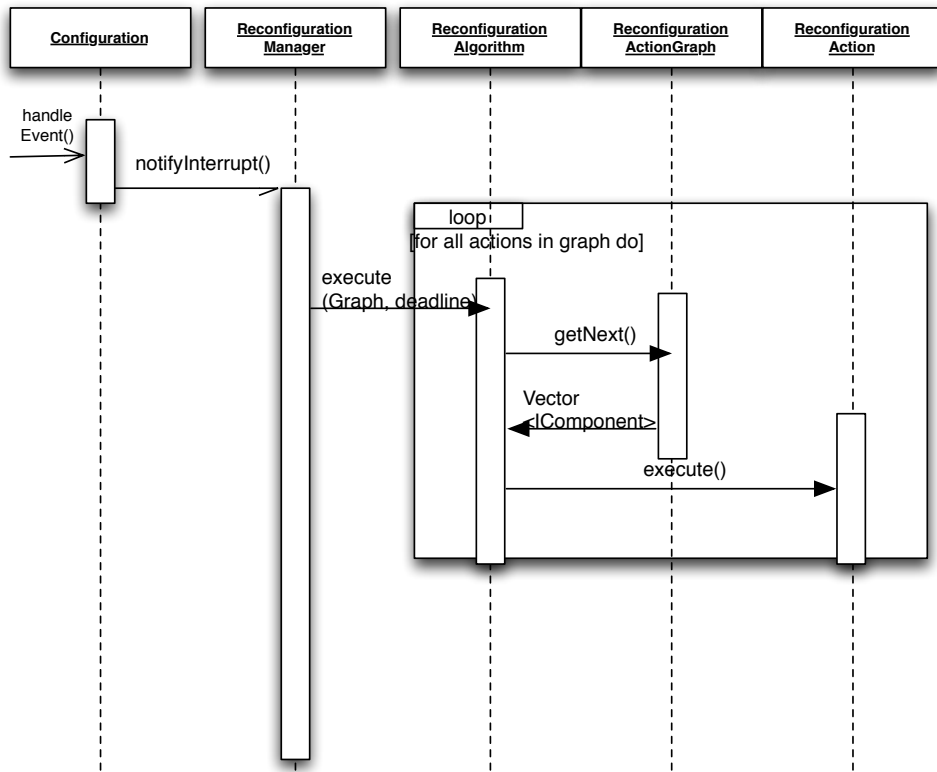 Configuration
Reconfiguration
Manager
Reconfiguration
Algorithm
Reconfiguration
ActionGraph
Reconfiguration
Action
handle
Event()
notifyInterrupt()
loop
[for all actions in graph do]
execute
(Graph, deadline)
getNext()
Vector
<IComponent>
execute()